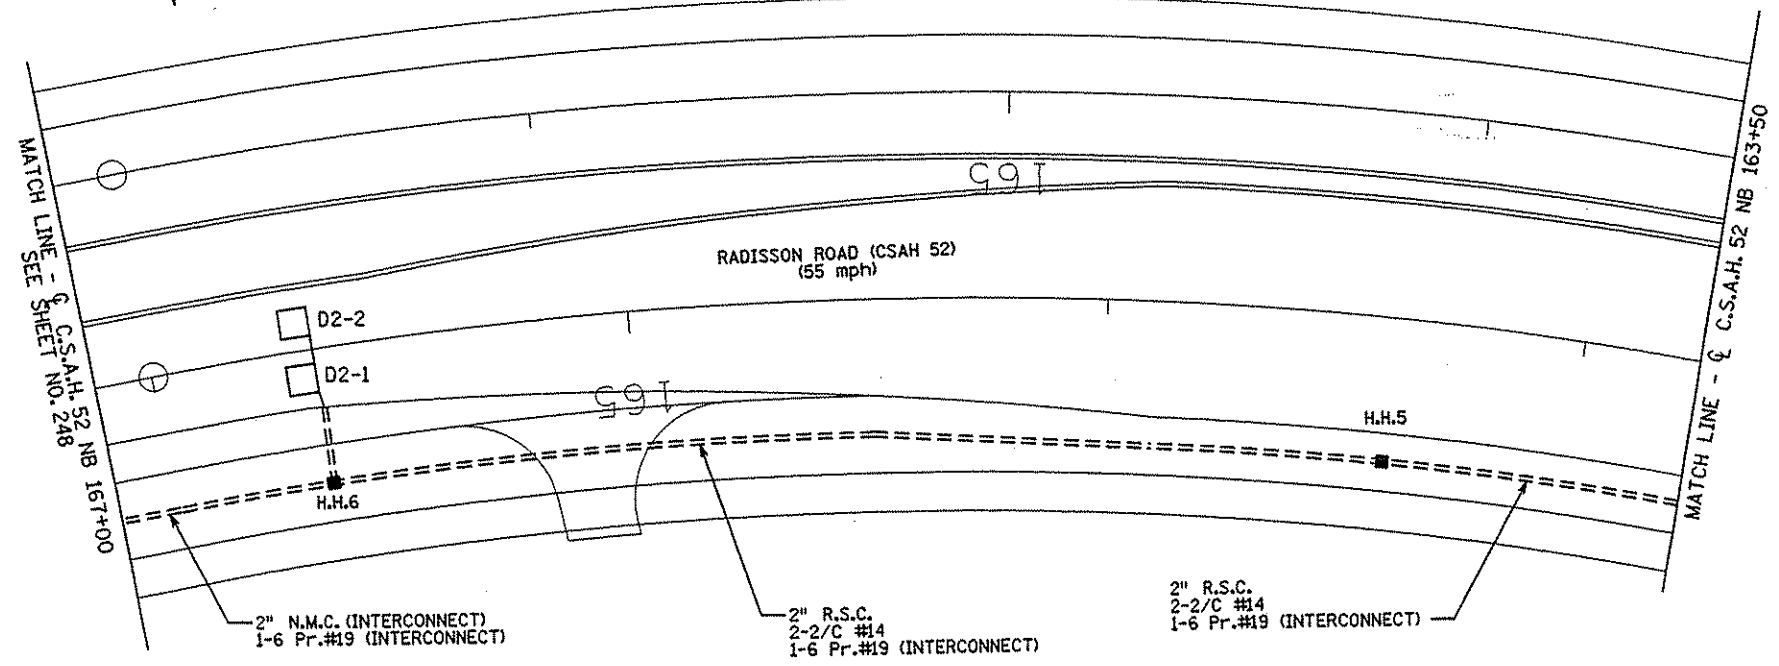 MATCH LINE - ℄ C.S.A.H. 52 NB 167+00
SEE SHEET NO. 248
165
RADISSON ROAD (CSAH 52)
(55 mph)
D2-2
D2-1
165
H.H.5
H.H.6
MATCH LINE - ℄ C.S.A.H. 52 NB 163+50
2" N.M.C. (INTERCONNECT)
1-6 Pr.#19 (INTERCONNECT)
2" R.S.C.
2-2/C #14
1-6 Pr.#19 (INTERCONNECT)
2" R.S.C.
2-2/C #14
1-6 Pr.#19 (INTERCONNECT)